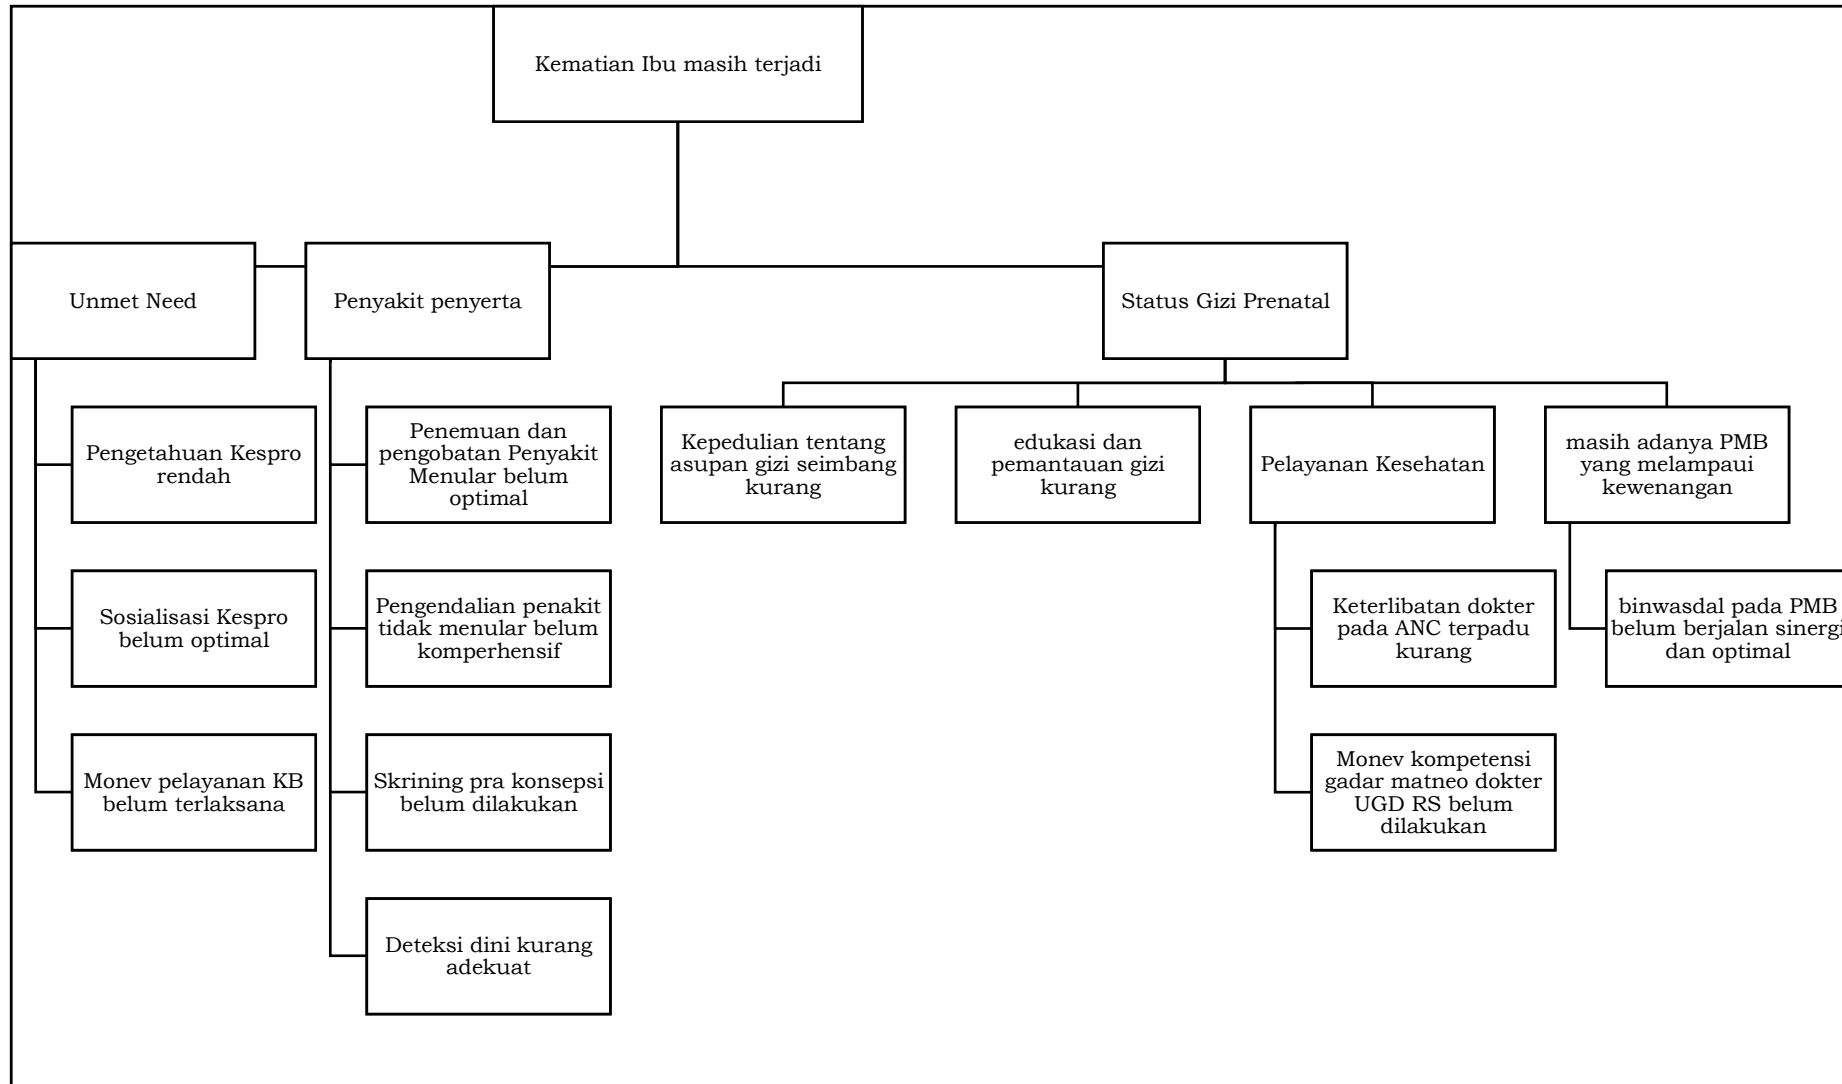 Kematian Ibu masih terjadi
Unmet Need
Penyakit penyerta
Status Gizi Prenatal
Pengetahuan Kespro
rendah
Sosialisasi Kespro
belum optimal
Monev pelayanan KB
belum terlaksana
Penemuan dan
pengobatan Penyakit
Menular belum
optimal
Pengendalian penakit
tidak menular belum
komperhensif
Skrining pra konsepsi
belum dilakukan
Deteksi dini kurang
adekuat
Kepedulian tentang
asupan gizi seimbang
kurang
edukasi dan
pemantauan gizi
kurang
Pelayanan Kesehatan
Keterlibatan dokter
pada ANC terpadu
kurang
Monev kompetensi
gadar matneo dokter
UGD RS belum
dilakukan
masih adanya PMB
yang melampaui
kewenangan
binwasdal pada PMB
belum berjalan sinergi
dan optimal